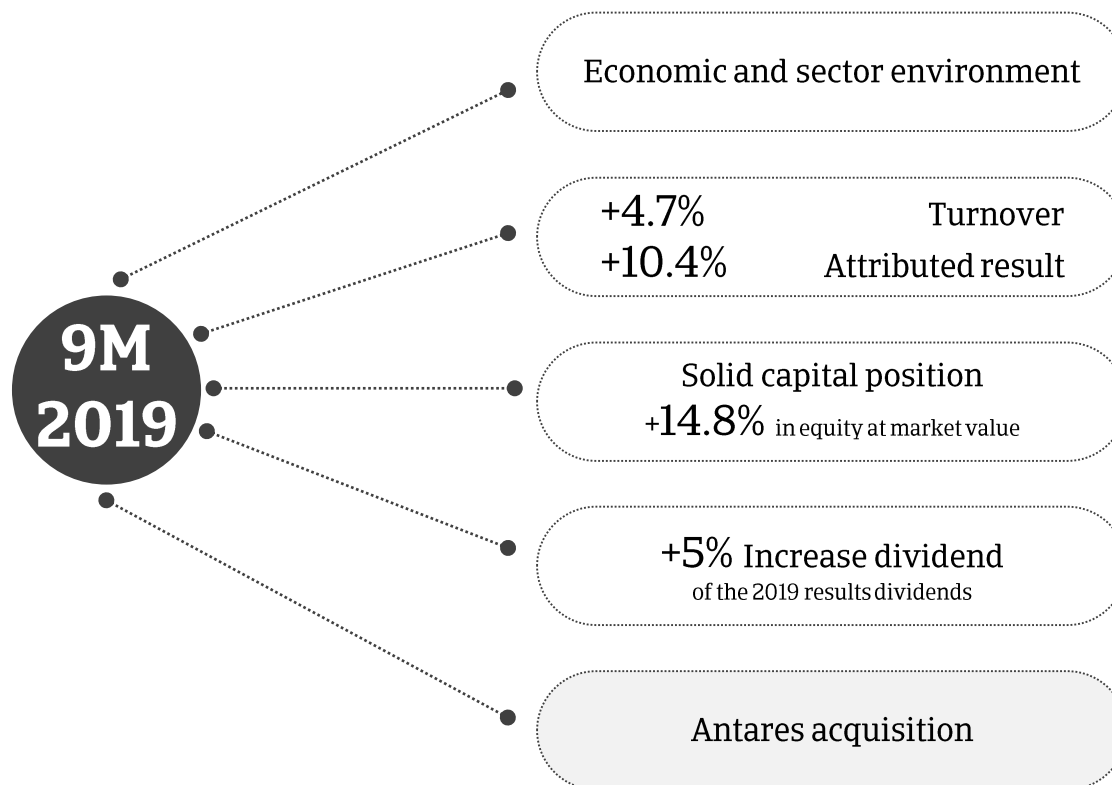 Economic and sector environment
+4.7% Turnover
+10.4% Attributed result
9M
2019
Solid capital position
+14.8% in equity at market value
+5% Increase dividend
of the 2019 results dividends
Antares acquisition